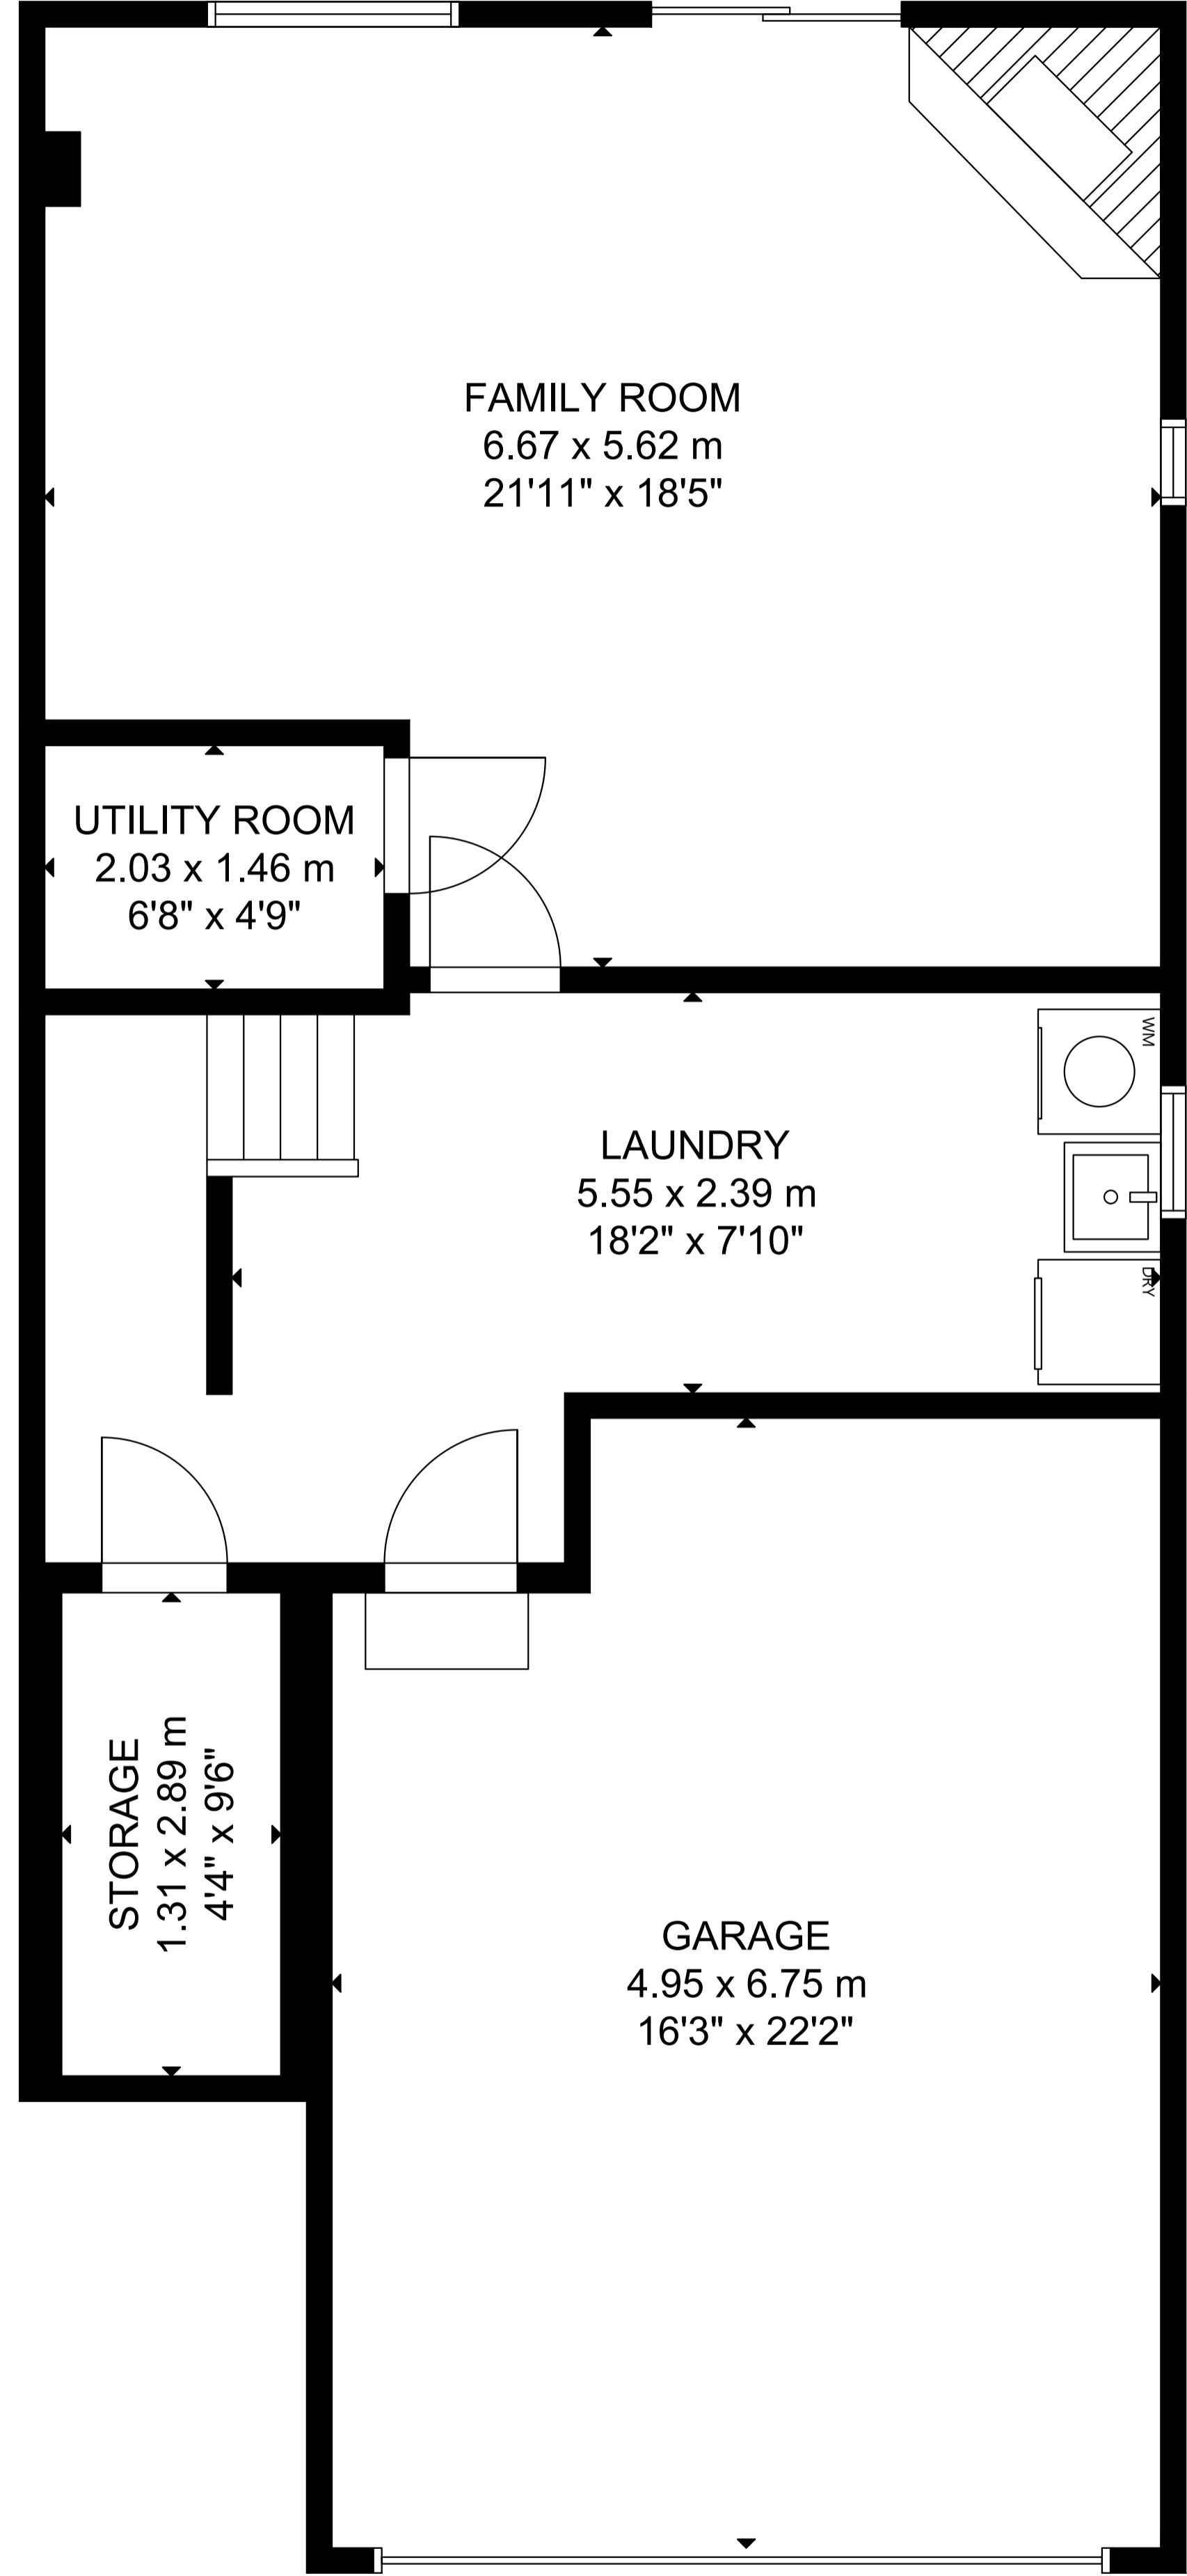 FAMILY ROOM
6.67 x 5.62 m
21'11" x 18'5"
UTILITY ROOM
2.03 x 1.46 m
6'8" x 4'9"
WM
LAUNDRY
5.55 x 2.39 m
18'2" x 7'10"
DRY
STORAGE
1.31 x 2.89 m
4'4" x 9'6"
GARAGE
4.95 x 6.75 m
16'3" x 22'2"